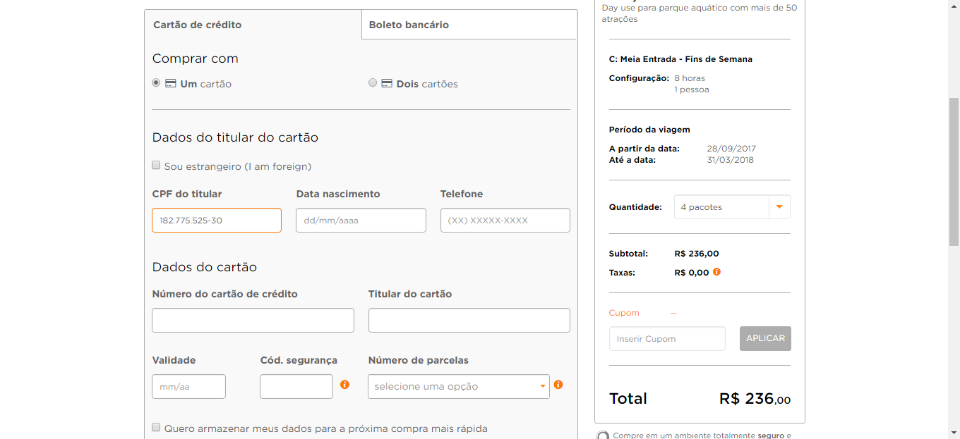 Cartão de crédito
Boleto bancário
Comprar com
Um cartão
Dois cartões
Dados do titular do cartão
Sou estrangeiro (I am foreign)
CPF do titular
Data nascimento
Telefone
182.775.525-30
dd/mm/aaaa
(XX) XXXXX-XXXX
Dados do cartão
Número do cartão de crédito
Titular do cartão
Validade
Cód. segurança
Número de parcelas
mm/aa
selecione uma opção
Quero armazenar meus dados para a próxima compra mais rápida
Day use para parque aquático com mais de 50
atrações
C: Meia Entrada - Fins de Semana
Configuração: 8 horas
1 pessoa
Período da viagem
A partir da data: 28/09/2017
Até a data: 31/03/2018
Quantidade: 4 pacotes
Subtotal: R$ 236,00
Taxas: R$ 0,00
Cupom —
Inserir Cupom
APLICAR
Total R$ 236,00
Compre em um ambiente totalmente seguro e